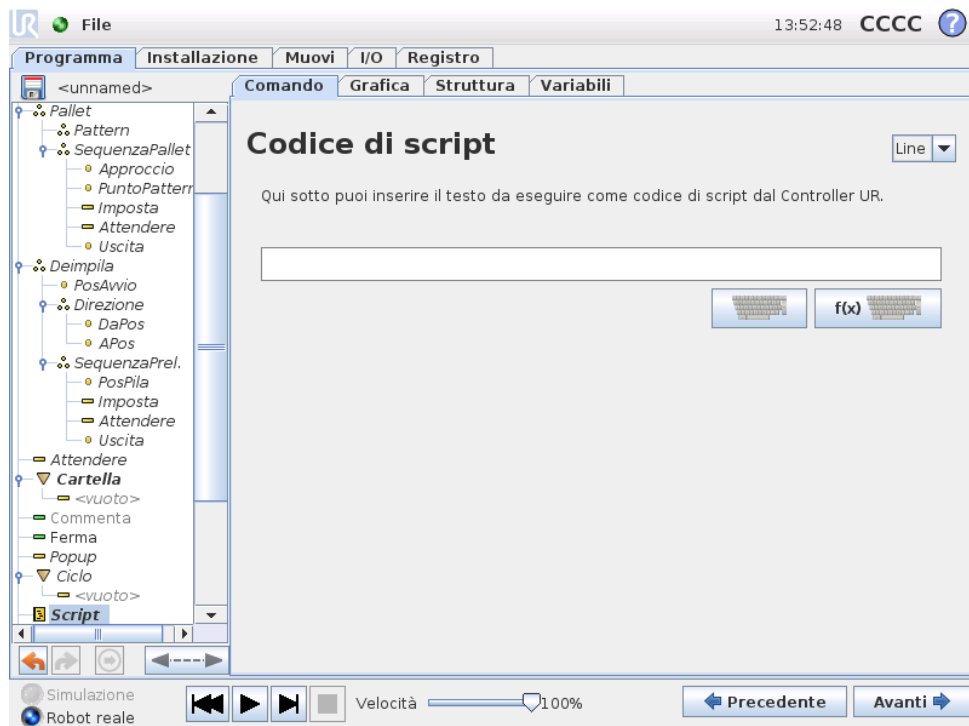 UR File 13:52:48 CCCC ?
Programma Installazione Muovi I/O Registro
<unnamed> Comando Grafica Struttura Variabili
Pallet
Pattern
SequenzaPallet
Approccio
PuntoPattern
Imposta
Attendere
Uscita
Deimpila
PosAvvio
Direzione
DaPos
APos
SequenzaPrel.
PosPila
Imposta
Attendere
Uscita
Attendere
Cartella
<vuoto>
Commenta
Ferma
Popup
Ciclo
<vuoto>
Script
Codice di script
Line
Qui sotto puoi inserire il testo da eseguire come codice di script dal Controller UR.
f(x)
Simulazione
Robot reale
Velocità 100%
Precedente Avanti